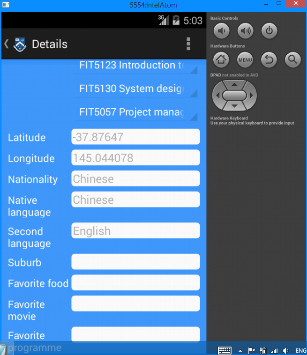 5554:IntelAtom
3G 5:03
Details
Basic Controls
FIT5123 Introduction t
Hardware Buttons
MENU
FIT5130 System desig
DPAD not enabled in AVD
FIT5057 Project mana
Hardware Keyboard
Use your physical keyboard to provide input
Latitude -37.87647
Longitude 145.044078
Nationality Chinese
Native
language Chinese
Second
language English
Suburb
Favorite food
Favorite
movie
Favorite
programme
ENG